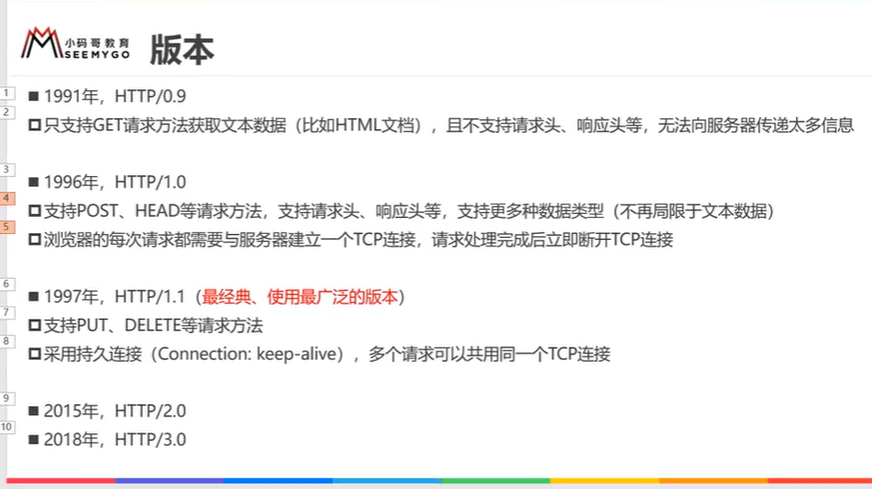 小码哥教育
SEEMYGO
版本
1
■ 1991年，HTTP/0.9
2
只支持GET请求方法获取文本数据（比如HTML文档），且不支持请求头、响应头等，无法向服务器传递太多信息
3
■ 1996年，HTTP/1.0
4
支持POST、HEAD等请求方法，支持请求头、响应头等，支持更多种数据类型（不再局限于文本数据）
5
浏览器的每次请求都需要与服务器建立一个TCP连接，请求处理完成后立即断开TCP连接
6
■ 1997年，HTTP/1.1（最经典、使用最广泛的版本）
7
支持PUT、DELETE等请求方法
8
采用持久连接（Connection: keep-alive），多个请求可以共用同一个TCP连接
9
■ 2015年，HTTP/2.0
10
■ 2018年，HTTP/3.0